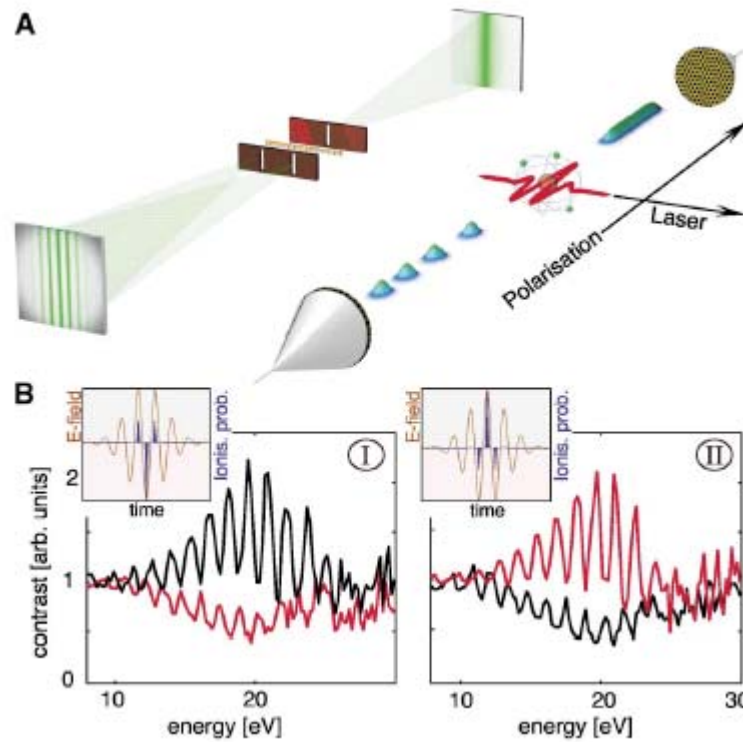 A
Laser
Polarisation
B
E-field
Ionis. prob.
time
I
E-field
Ionis. prob.
time
II
contrast [arb. units]
2
1
0
10
20
energy [eV]
10
20
30
energy [eV]